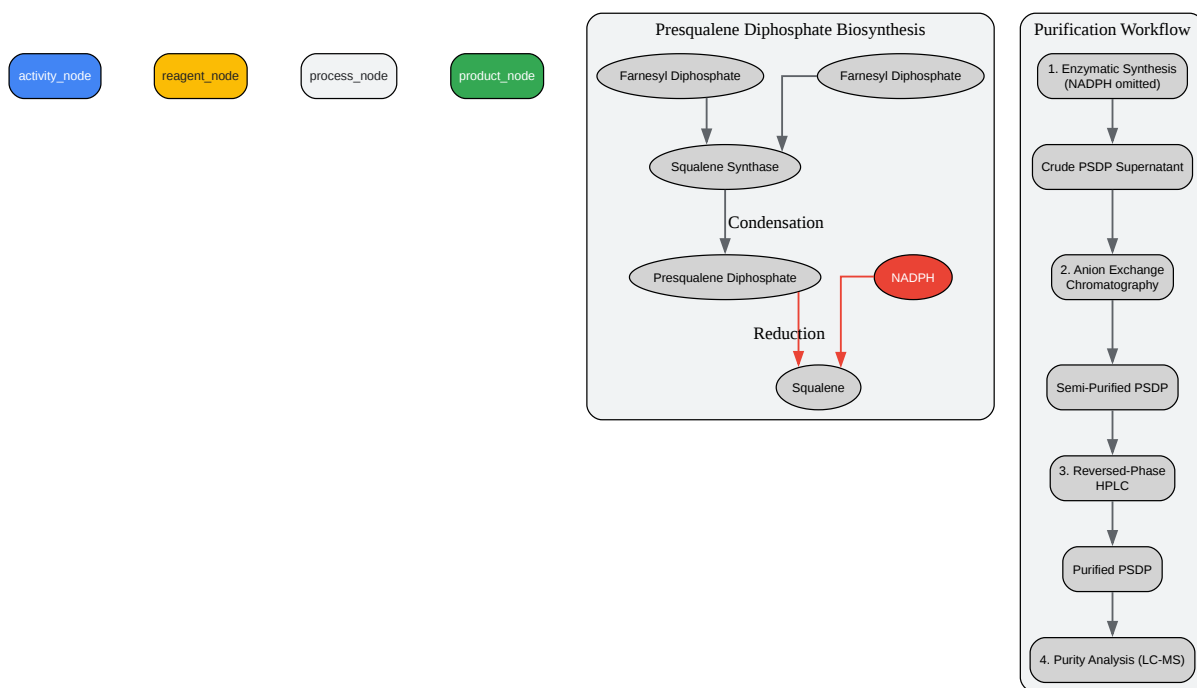 activity_node
reagent_node
process_node
product_node
Presqualene Diphosphate Biosynthesis
Farnesyl Diphosphate
Farnesyl Diphosphate
Squalene Synthase
Condensation
Presqualene Diphosphate
NADPH
Reduction
Squalene
Purification Workflow
1. Enzymatic Synthesis
(NADPH omitted)
Crude PSDP Supernatant
2. Anion Exchange
Chromatography
Semi-Purified PSDP
3. Reversed-Phase
HPLC
Purified PSDP
4. Purity Analysis (LC-MS)